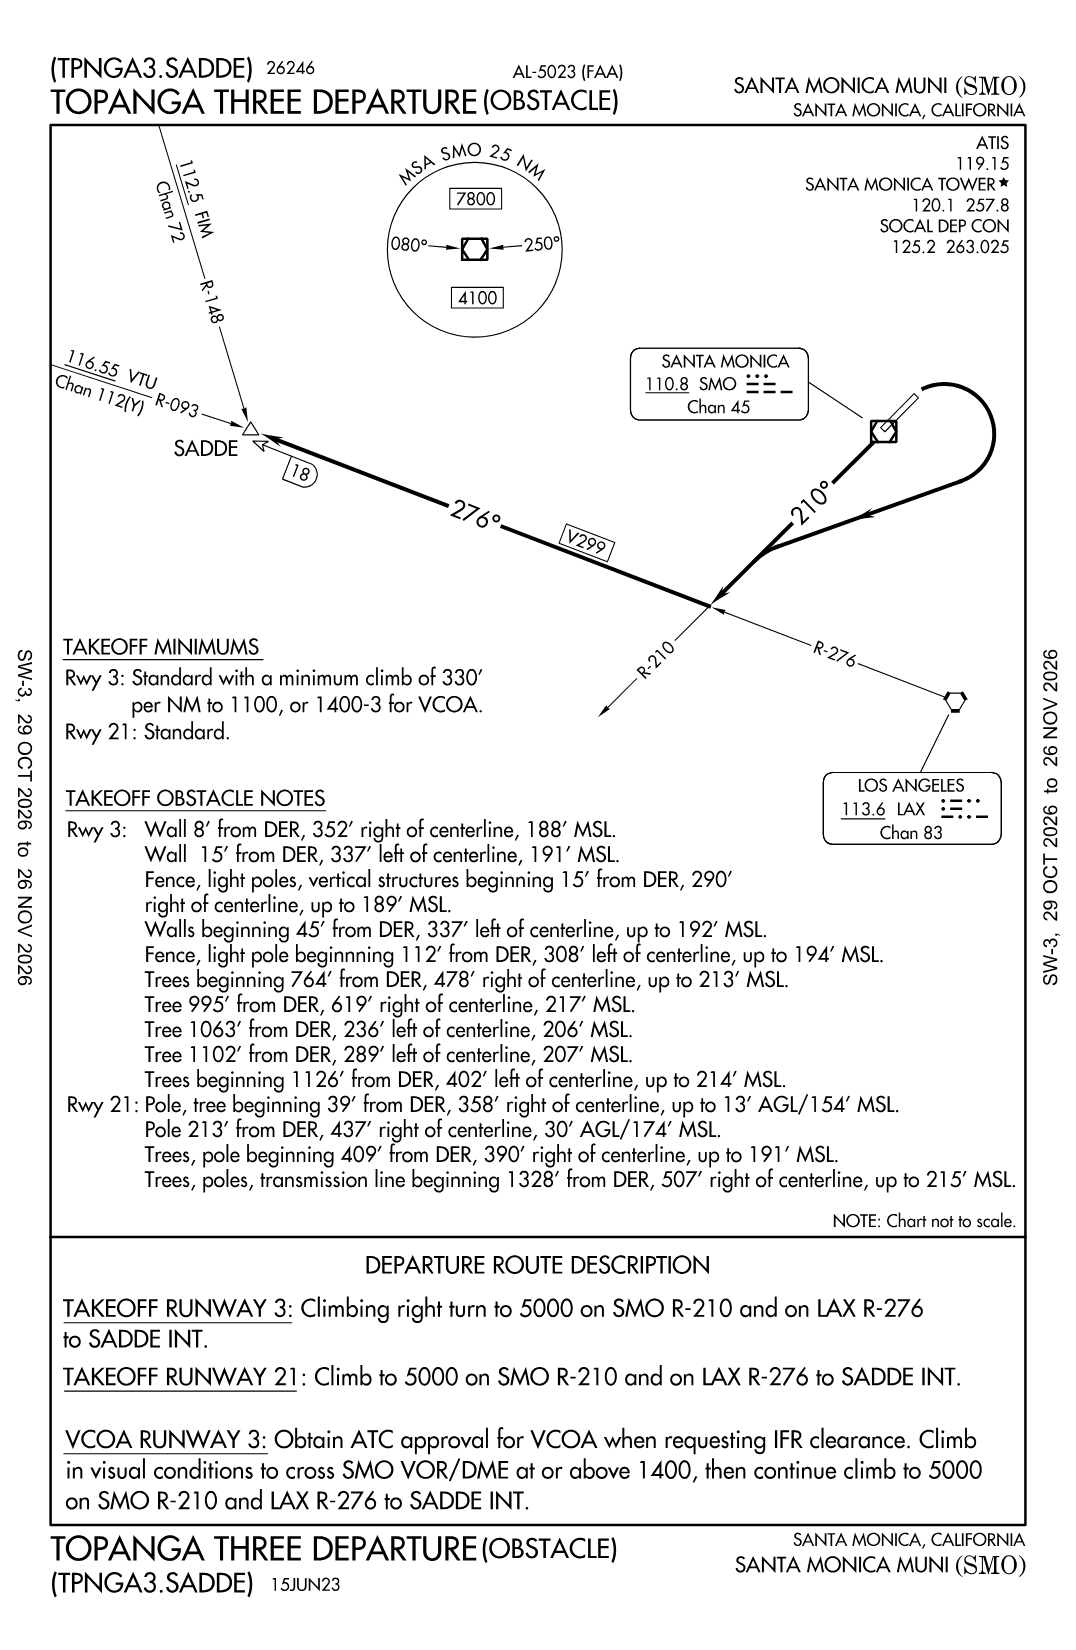 (TPNGA3.SADDE) 26246
AL-5023 (FAA)
TOPANGA THREE DEPARTURE (OBSTACLE)
SANTA MONICA MUNI (SMO)
SANTA MONICA, CALIFORNIA
ATIS
119.15
SANTA MONICA TOWER★
120.1 257.8
SOCAL DEP CON
125.2 263.025
MSA SMO 25 NM
7800
080°
250°
4100
112.5 FIM
Chan 72
R-148
116.55 VTU
Chan 112(Y)
R-093
SADDE
18
276°
V299
SANTA MONICA
110.8 SMO
Chan 45
210°
R-210
R-276
LOS ANGELES
113.6 LAX
Chan 83
TAKEOFF MINIMUMS
Rwy 3: Standard with a minimum climb of 330′
per NM to 1100, or 1400-3 for VCOA.
Rwy 21: Standard.
TAKEOFF OBSTACLE NOTES
Rwy 3: Wall 8′ from DER, 352′ right of centerline, 188′ MSL.
Wall 15′ from DER, 337′ left of centerline, 191′ MSL.
Fence, light poles, vertical structures beginning 15′ from DER, 290′
right of centerline, up to 189′ MSL.
Walls beginning 45′ from DER, 337′ left of centerline, up to 192′ MSL.
Fence, light pole beginnning 112′ from DER, 308′ left of centerline, up to 194′ MSL.
Trees beginning 764′ from DER, 478′ right of centerline, up to 213′ MSL.
Tree 995′ from DER, 619′ right of centerline, 217′ MSL.
Tree 1063′ from DER, 236′ left of centerline, 206′ MSL.
Tree 1102′ from DER, 289′ left of centerline, 207′ MSL.
Trees beginning 1126′ from DER, 402′ left of centerline, up to 214′ MSL.
Rwy 21: Pole, tree beginning 39′ from DER, 358′ right of centerline, up to 13′ AGL/154′ MSL.
Pole 213′ from DER, 437′ right of centerline, 30′ AGL/174′ MSL.
Trees, pole beginning 409′ from DER, 390′ right of centerline, up to 191′ MSL.
Trees, poles, transmission line beginning 1328′ from DER, 507′ right of centerline, up to 215′ MSL.
NOTE: Chart not to scale.
SW-3, 29 OCT 2026 to 26 NOV 2026
SW-3, 29 OCT 2026 to 26 NOV 2026
DEPARTURE ROUTE DESCRIPTION
TAKEOFF RUNWAY 3: Climbing right turn to 5000 on SMO R-210 and on LAX R-276
to SADDE INT.
TAKEOFF RUNWAY 21: Climb to 5000 on SMO R-210 and on LAX R-276 to SADDE INT.
VCOA RUNWAY 3: Obtain ATC approval for VCOA when requesting IFR clearance. Climb
in visual conditions to cross SMO VOR/DME at or above 1400, then continue climb to 5000
on SMO R-210 and LAX R-276 to SADDE INT.
TOPANGA THREE DEPARTURE (OBSTACLE)
(TPNGA3.SADDE) 15JUN23
SANTA MONICA, CALIFORNIA
SANTA MONICA MUNI (SMO)